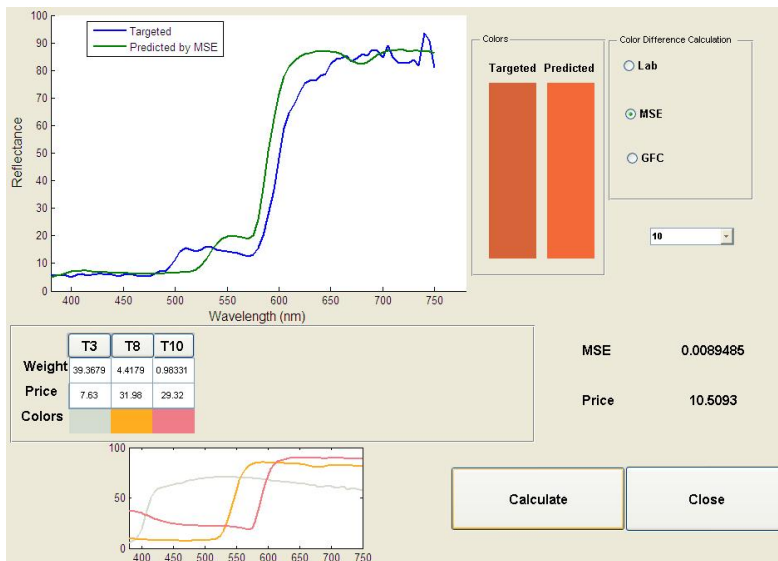 Targeted
Predicted by MSE
100
90
80
70
60
50
40
30
20
10
0
Reflectance
400 450 500 550 600 650 700 750
Wavelength (nm)
Colors
Targeted Predicted
Color Difference Calculation
Lab
MSE
GFC
10
T3 T8 T10
Weight 39.3679 4.4179 0.98331
Price 7.63 31.98 29.32
Colors
MSE 0.0089485
Price 10.5093
100
50
0
400 450 500 550 600 650 700 750
Calculate
Close